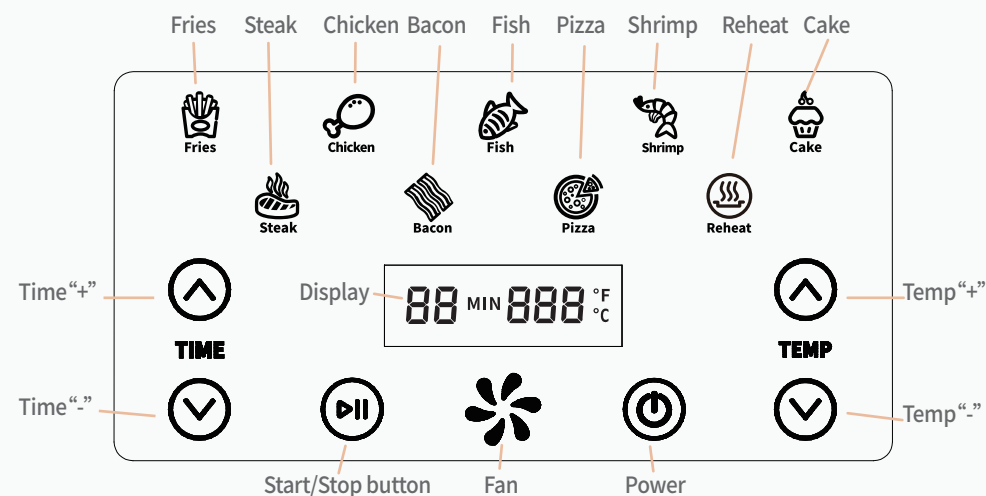 Fries Steak Chicken Bacon Fish Pizza Shrimp Reheat Cake
Fries Chicken Fish Shrimp Cake
Steak Bacon Pizza Reheat
Time“+” Display 88 MIN 888 °F Temp“+”
°C
TIME TEMP
Time“-” Temp“-”
Start/Stop button Fan Power